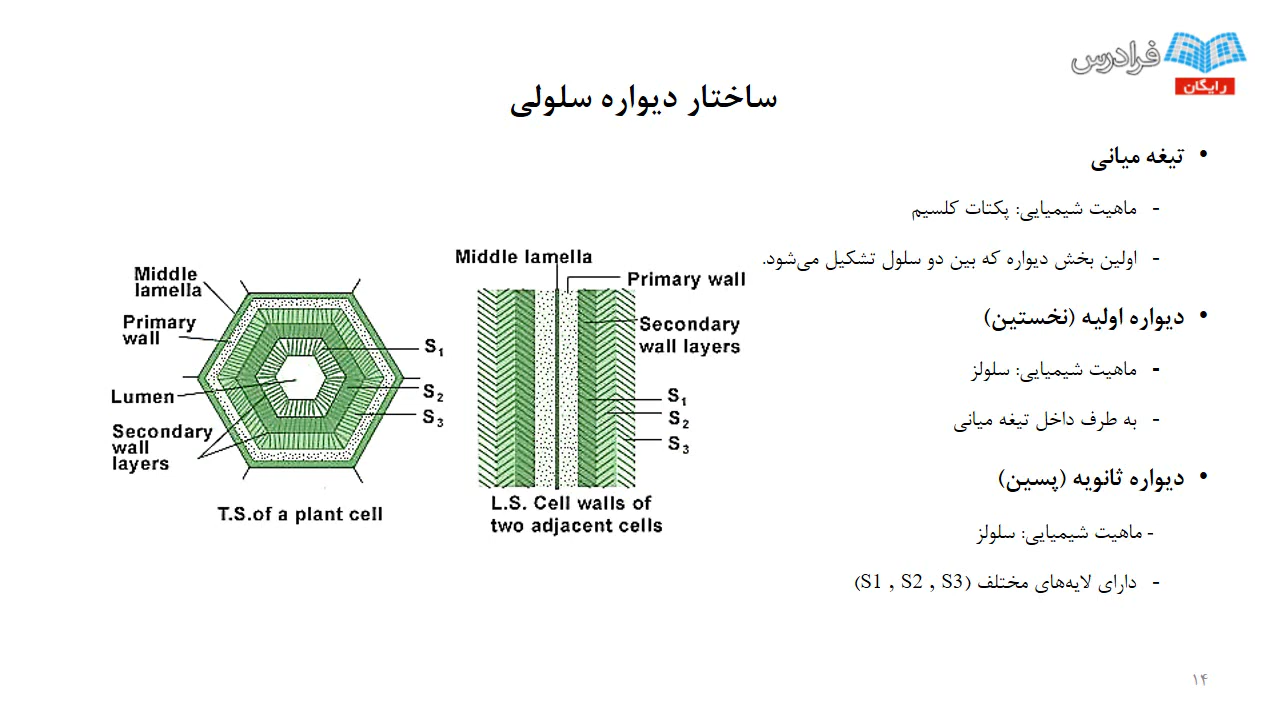 فرادرس
رایگان
ساختار دیواره سلولی
• تیغه میانی
- ماهیت شیمیایی: پکتات کلسیم
- اولین بخش دیواره که بین دو سلول تشکیل می‌شود.
• دیواره اولیه (نخستین)
- ماهیت شیمیایی: سلولز
- به طرف داخل تیغه میانی
• دیواره ثانویه (پسین)
- ماهیت شیمیایی: سلولز
- دارای لایه‌های مختلف (S1 , S2 , S3)
Middle
lamella
Primary
wall
Lumen
Secondary
wall
layers
S1
S2
S3
T.S.of a plant cell
Middle lamella
Primary wall
Secondary
wall layers
S1
S2
S3
L.S. Cell walls of
two adjacent cells
۱۴